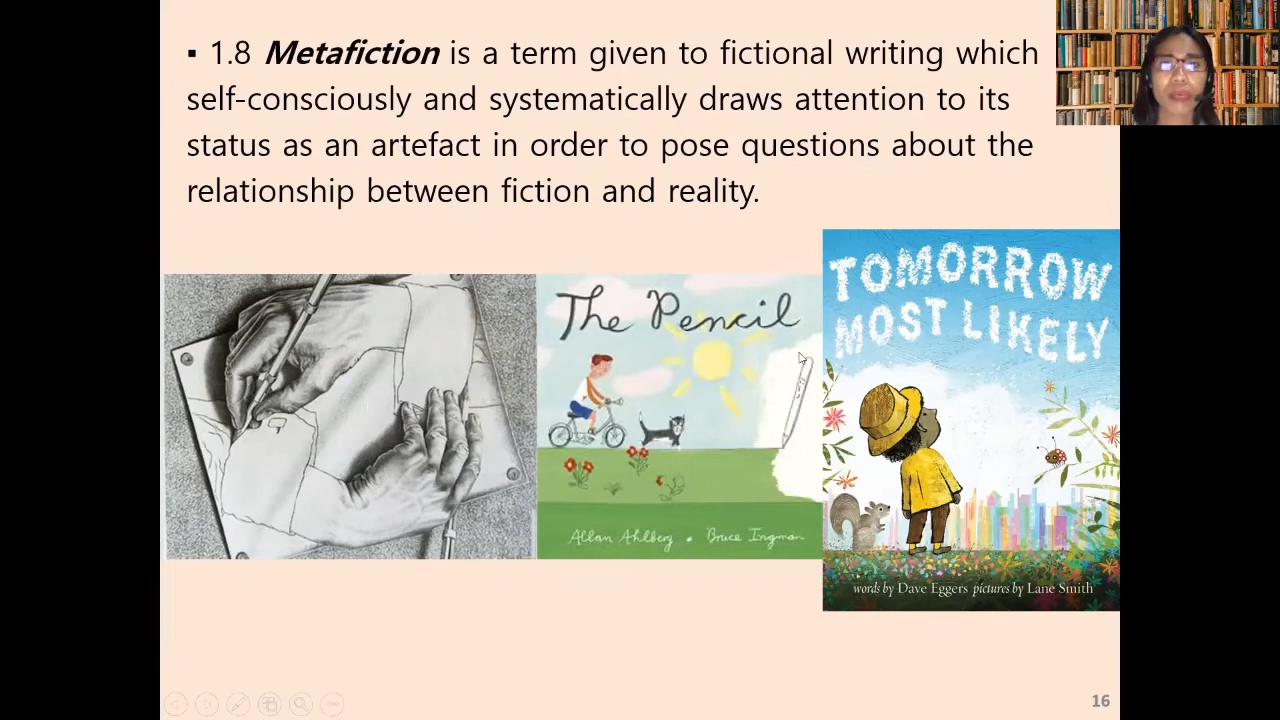 ▪ 1.8 Metafiction is a term given to fictional writing which
self-consciously and systematically draws attention to its
status as an artefact in order to pose questions about the
relationship between fiction and reality.
The Pencil
Allan Ahlberg • Bruce Ingman
TOMORROW
MOST LIKELY
words by Dave Eggers pictures by Lane Smith
16